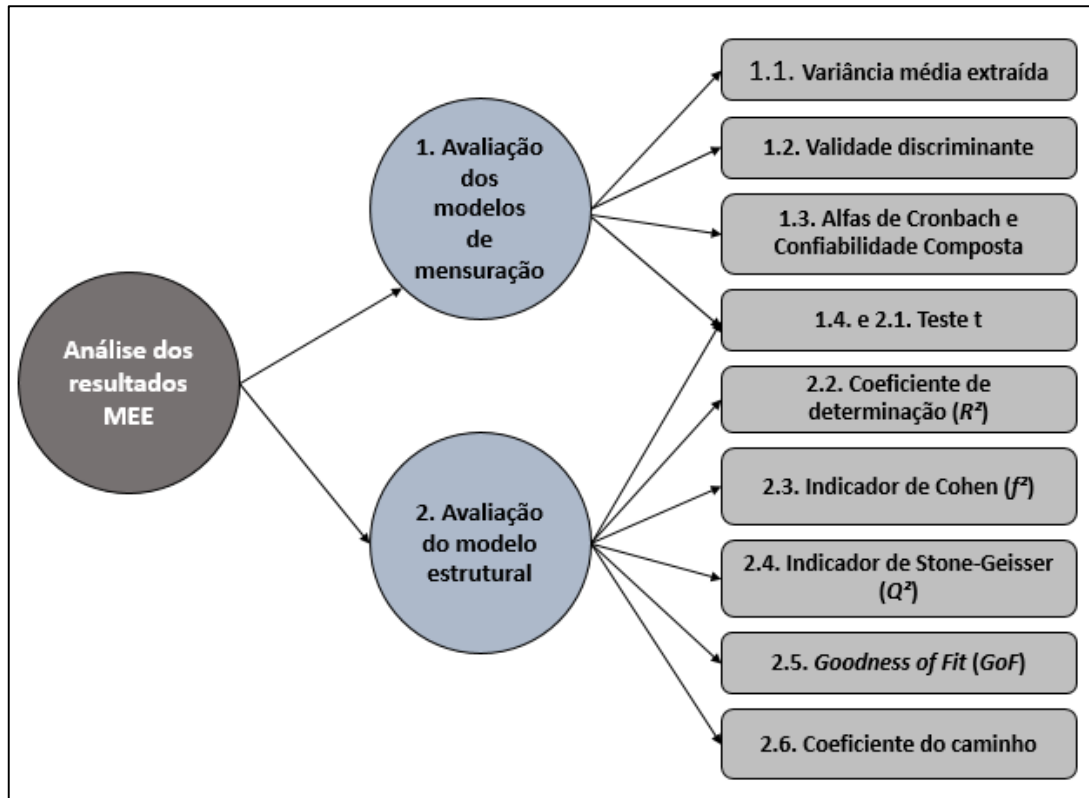 Análise dos
resultados
MEE
1. Avaliação
dos
modelos
de
mensuração
2. Avaliação
do modelo
estrutural
1.1. Variância média extraída
1.2. Validade discriminante
1.3. Alfas de Cronbach e
Confiabilidade Composta
1.4. e 2.1. Teste t
2.2. Coeficiente de
determinação (R²)
2.3. Indicador de Cohen (f²)
2.4. Indicador de Stone-Geisser
(Q²)
2.5. Goodness of Fit (GoF)
2.6. Coeficiente do caminho